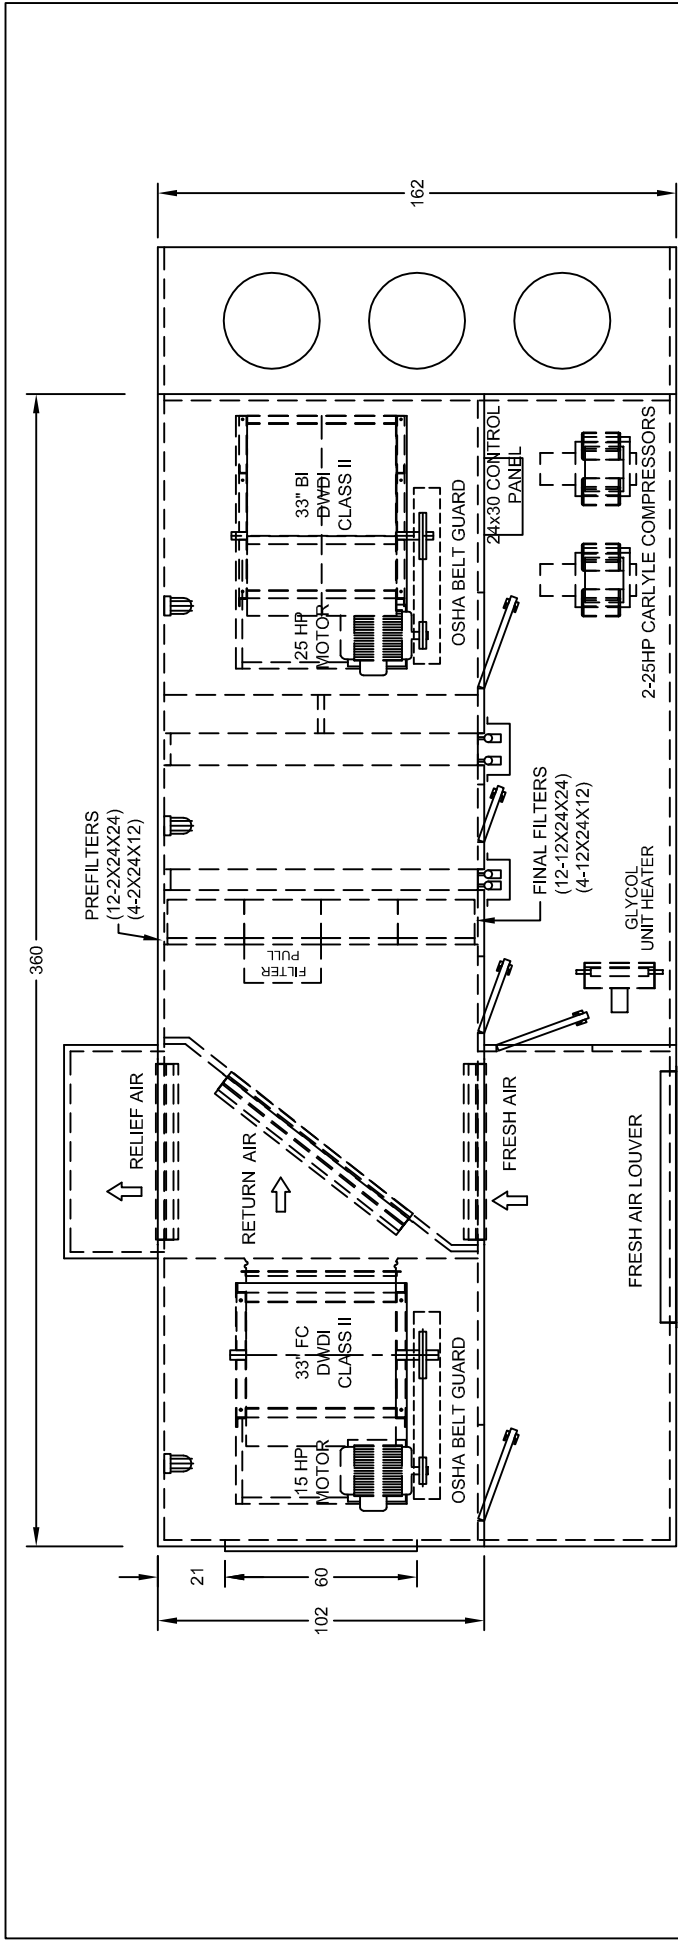 360
162
102
60
21
PREFILTERS
(12-2X24X24)
(4-2X24X12)
RELIEF AIR
RETURN AIR
FRESH AIR
FRESH AIR LOUVER
FILTER
PULL
FINAL FILTERS
(12-12X24X24)
(4-12X24X12)
GLYCOL
UNIT HEATER
33" FC
DWDI
CLASS II
15 HP
MOTOR
OSHA BELT GUARD
33" BI
DWDI
CLASS II
25 HP
MOTOR
OSHA BELT GUARD
24x30 CONTROL
PANEL
2-25HP CARLYLE COMPRESSORS